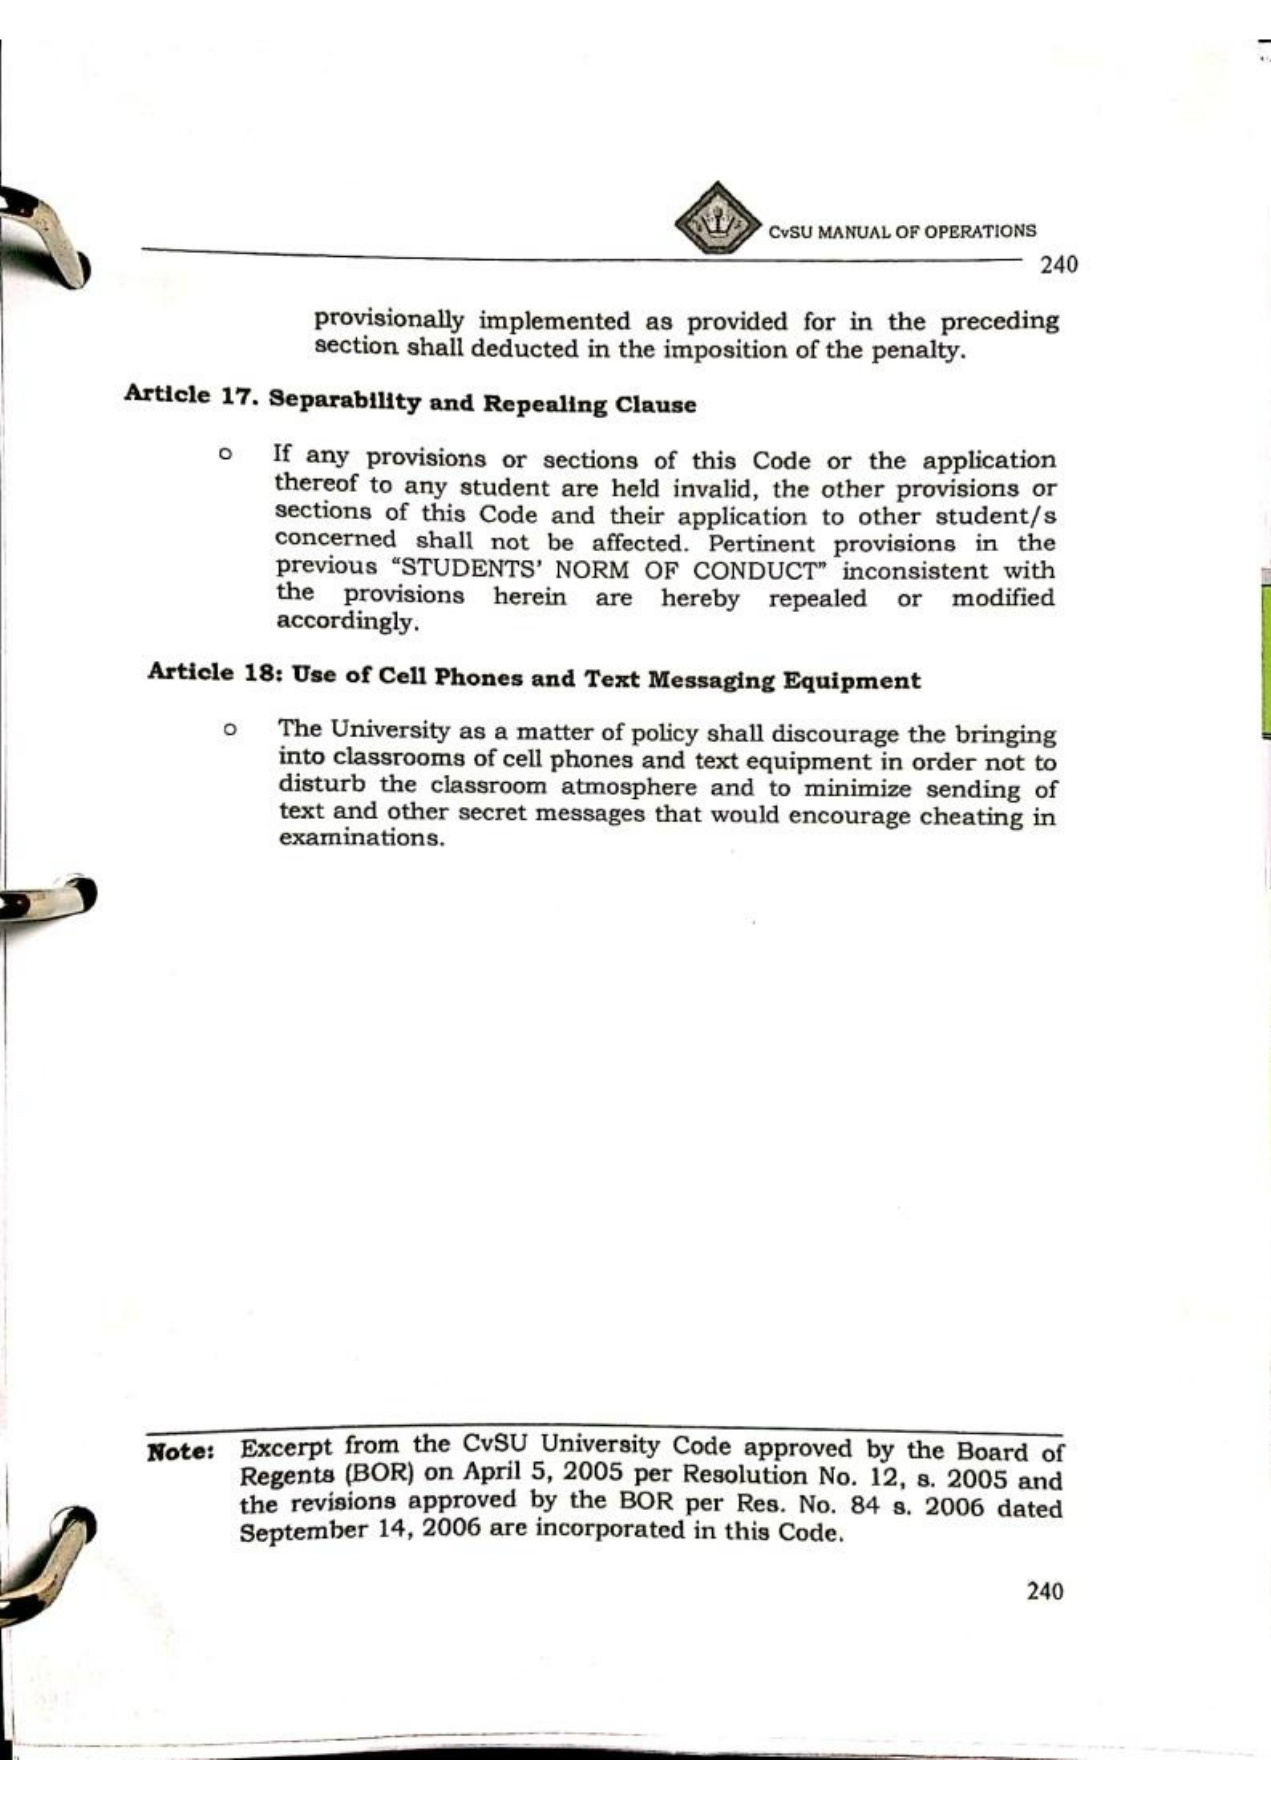 CvSU MANUAL OF OPERATIONS
240
provisionally implemented as provided for in the preceding
section shall deducted in the imposition of the penalty.
Article 17. Separability and Repealing Clause
o If any provisions or sections of this Code or the application
thereof to any student are held invalid, the other provisions or
sections of this Code and their application to other student/s
concerned shall not be affected. Pertinent provisions in the
previous “STUDENTS’ NORM OF CONDUCT” inconsistent with
the provisions herein are hereby repealed or modified
accordingly.
Article 18: Use of Cell Phones and Text Messaging Equipment
o The University as a matter of policy shall discourage the bringing
into classrooms of cell phones and text equipment in order not to
disturb the classroom atmosphere and to minimize sending of
text and other secret messages that would encourage cheating in
examinations.
Note: Excerpt from the CvSU University Code approved by the Board of
Regents (BOR) on April 5, 2005 per Resolution No. 12, s. 2005 and
the revisions approved by the BOR per Res. No. 84 s. 2006 dated
September 14, 2006 are incorporated in this Code.
240